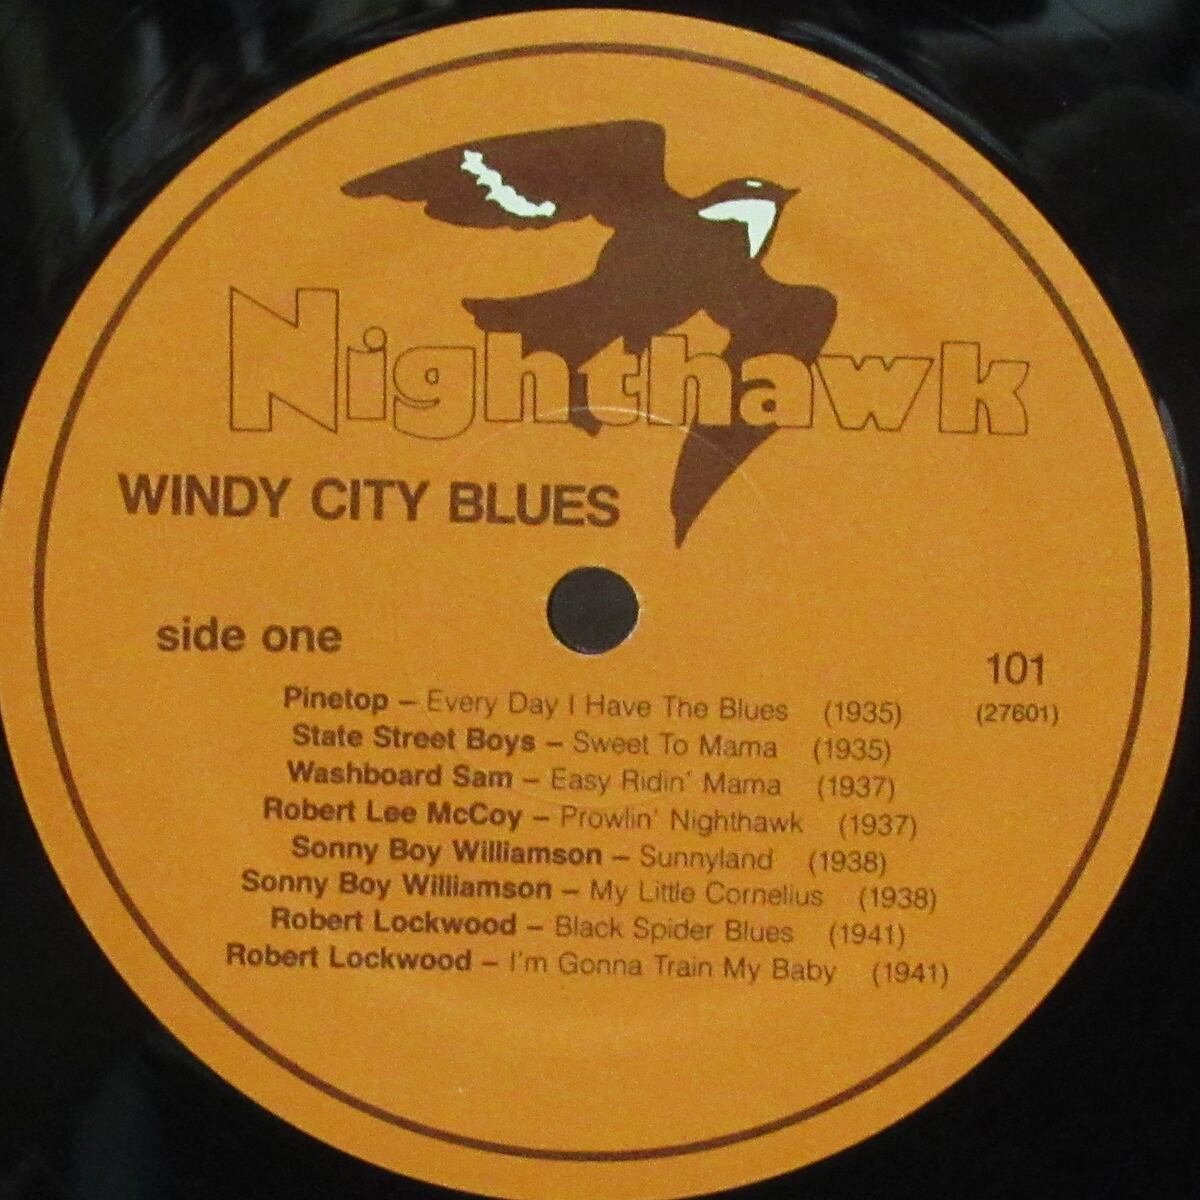 Nighthawk
WINDY CITY BLUES
side one
101
(27601)
Pinetop – Every Day I Have The Blues (1935)
State Street Boys – Sweet To Mama (1935)
Washboard Sam – Easy Ridin' Mama (1937)
Robert Lee McCoy – Prowlin' Nighthawk (1937)
Sonny Boy Williamson – Sunnyland (1938)
Sonny Boy Williamson – My Little Cornelius (1938)
Robert Lockwood – Black Spider Blues (1941)
Robert Lockwood – I'm Gonna Train My Baby (1941)